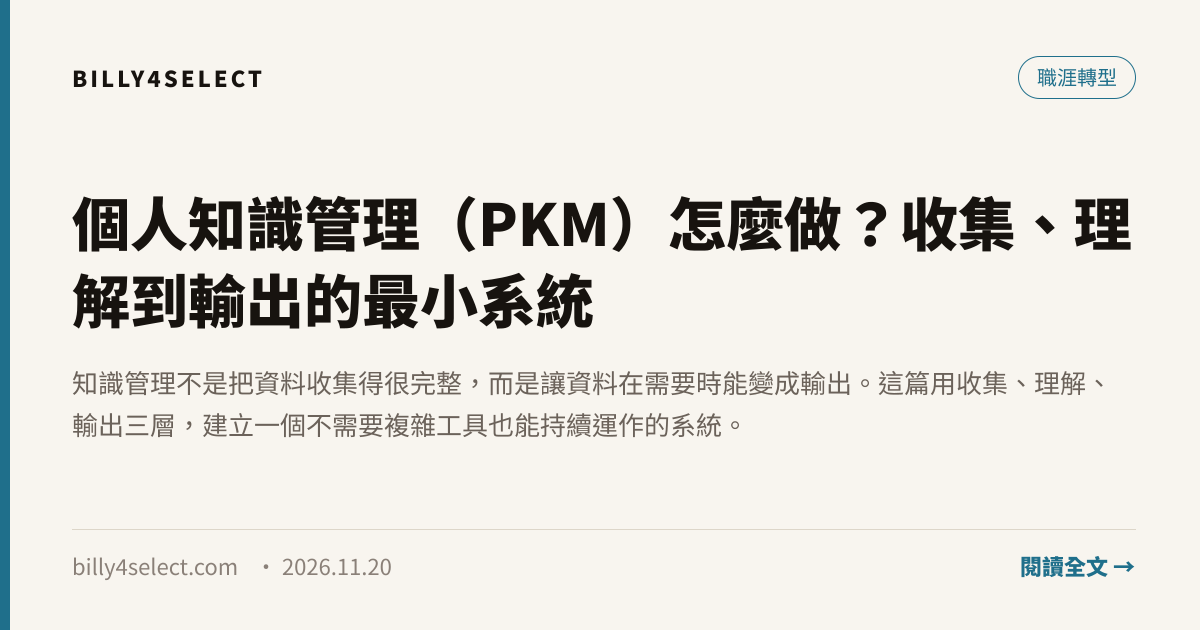 BILLY4SELECT
職涯轉型
個人知識管理（PKM）怎麼做？收集、理
解到輸出的最小系統
知識管理不是把資料收集得很完整，而是讓資料在需要時能變成輸出。這篇用收集、理解、
輸出三層，建立一個不需要複雜工具也能持續運作的系統。
billy4select.com ・ 2026.11.20
閱讀全文 →